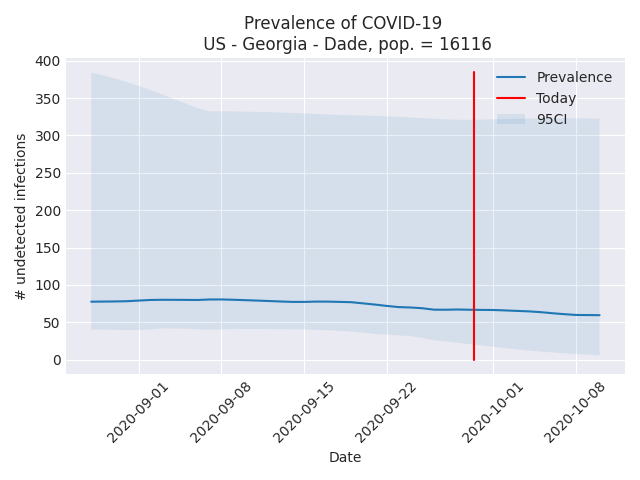 Prevalence of COVID-19
US - Georgia - Dade, pop. = 16116
400
350
300
250
200
150
100
50
0
# undetected infections
Prevalence
Today
95CI
2020-09-01
2020-09-08
2020-09-15
2020-09-22
2020-10-01
2020-10-08
Date